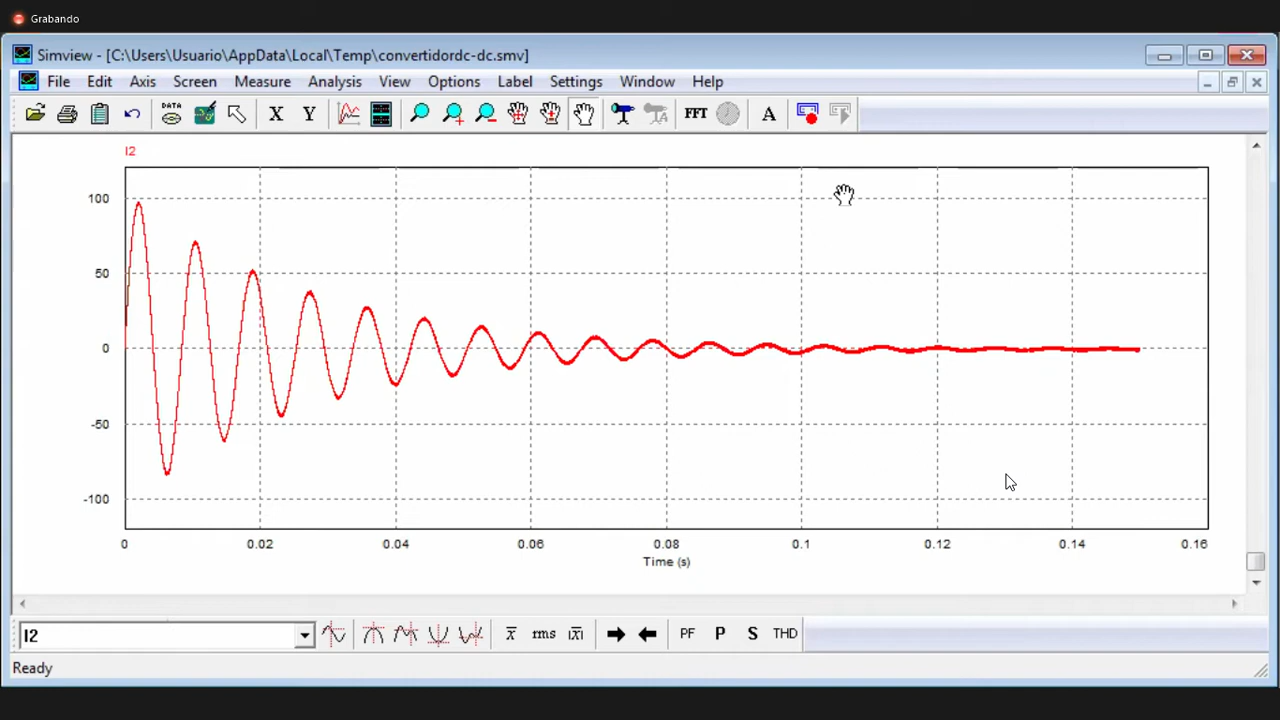 Grabando
Simview - [C:\Users\Usuario\AppData\Local\Temp\convertidordc-dc.smv]
File Edit Axis Screen Measure Analysis View Options Label Settings Window Help
DATA X Y FFT A
I2
100
50
0
-50
-100
0 0.02 0.04 0.06 0.08 0.1 0.12 0.14 0.16
Time (s)
I2 x rms |x| PF P S THD
Ready